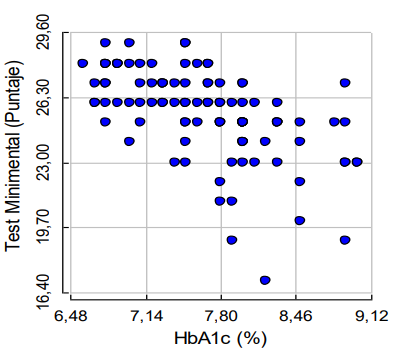 Test Minimental (Puntaje)
29,60
26,30
23,00
19,70
16,40
6,48 7,14 7,80 8,46 9,12
HbA1c (%)